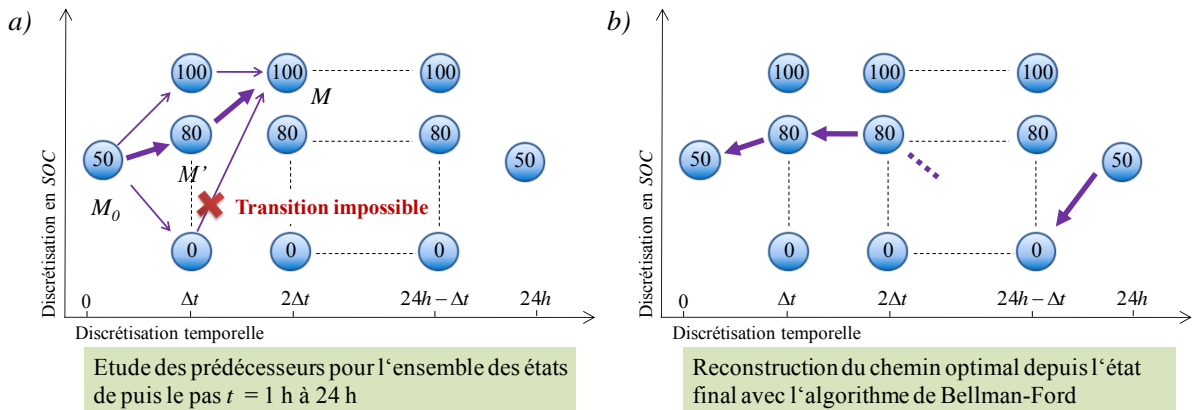 a)
Discrétisation en SOC
100 100 100
M
80 80 80
50 50
M'
M0
Transition impossible
0 0 0
0 Δt 2Δt 24h – Δt 24h
Discrétisation temporelle
Etude des prédécesseurs pour l‘ensemble des états
de puis le pas t = 1 h à 24 h
b)
Discrétisation en SOC
100 100 100
80 80 80
50 50
0 0 0
0 Δt 2Δt 24h – Δt 24h
Discrétisation temporelle
Reconstruction du chemin optimal depuis l‘état
final avec l‘algorithme de Bellman-Ford